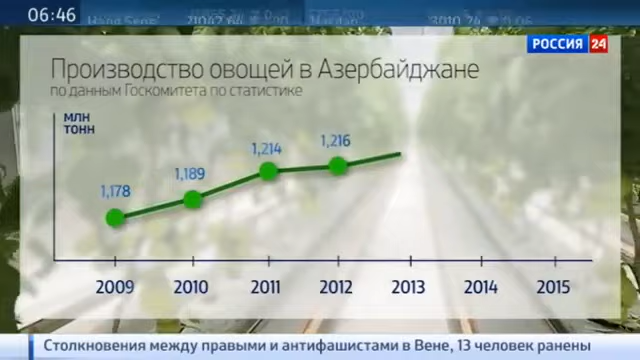 06:46
РОССИЯ 24
Производство овощей в Азербайджане
по данным Госкомитета по статистике
МЛН
ТОНН
1,178
1,189
1,214
1,216
2009 2010 2011 2012 2013 2014 2015
Столкновения между правыми и антифашистами в Вене, 13 человек ранены